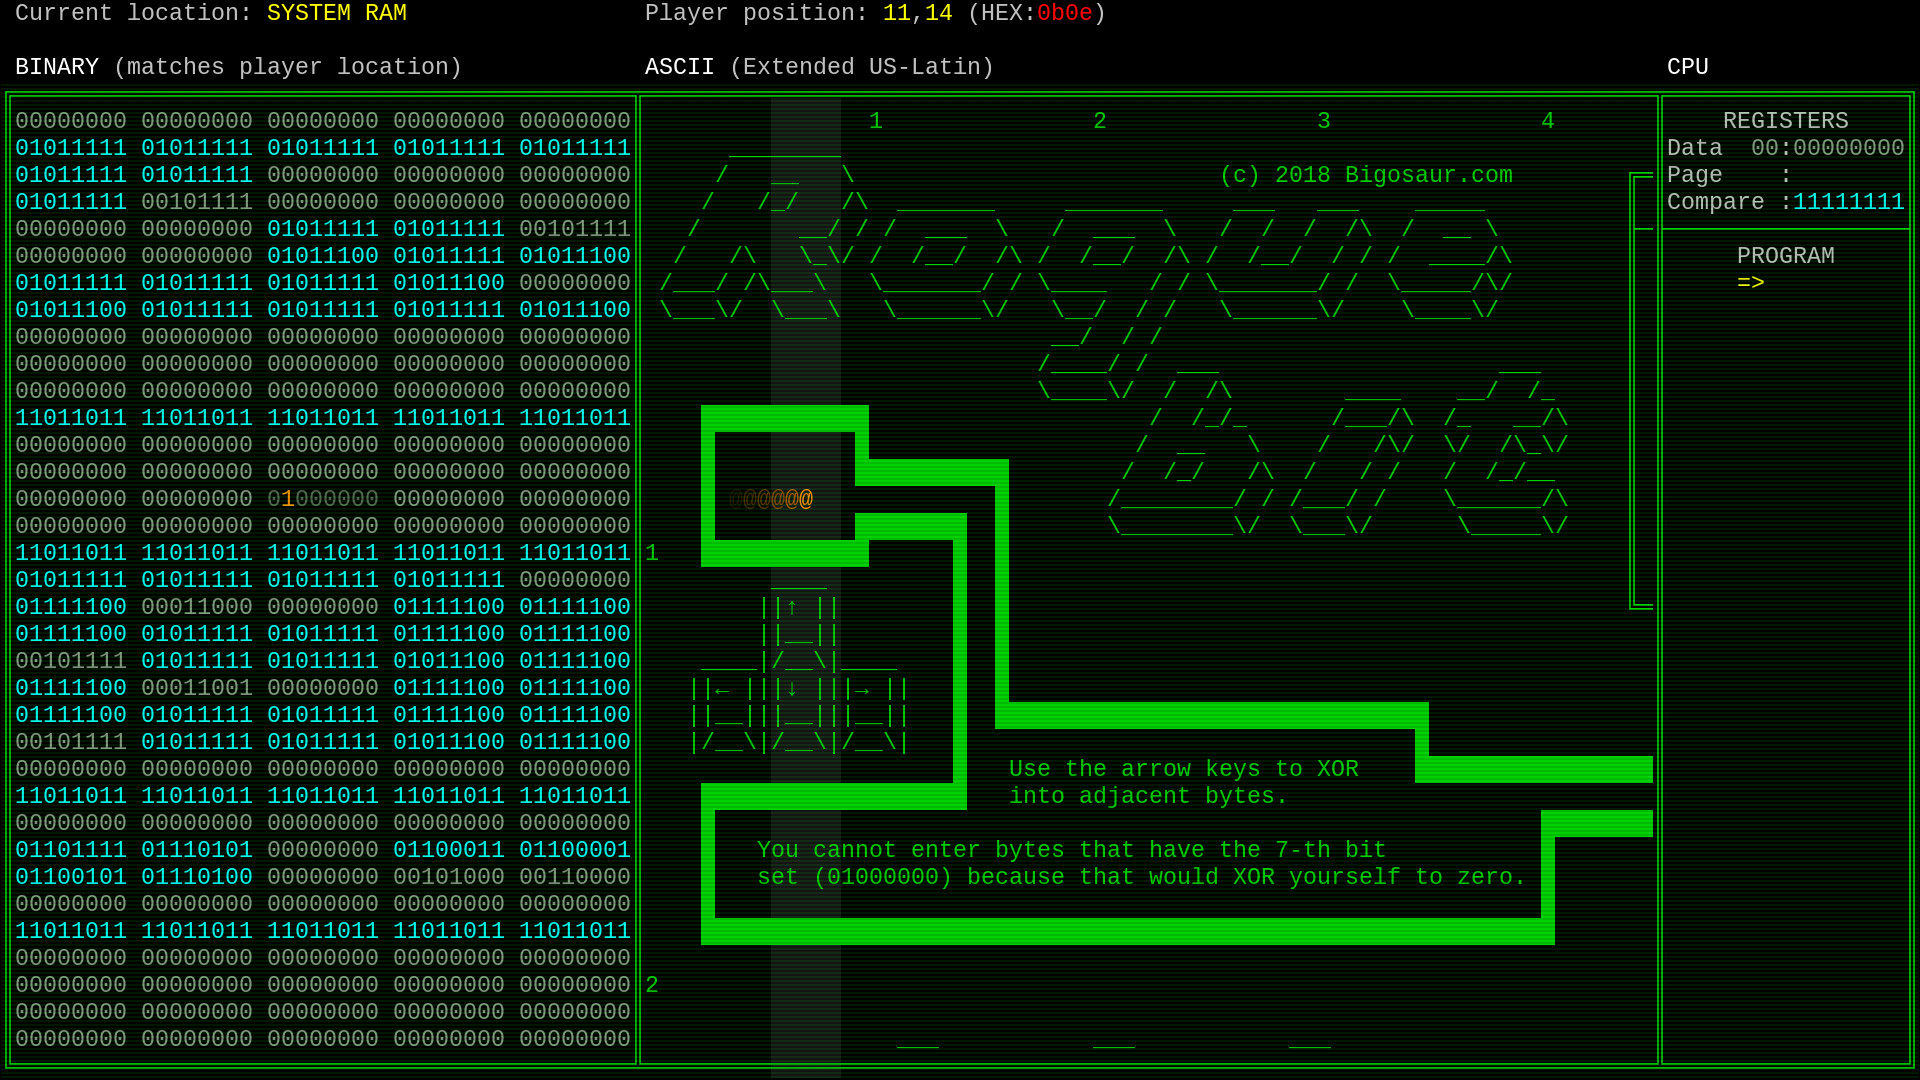 Current location: SYSTEM RAM
Player position: 11,14 (HEX:0b0e)
BINARY (matches player location)
00000000 00000000 00000000 00000000 00000000
01011111 01011111 01011111 01011111 01011111
01011111 01011111 00000000 00000000 00000000
01011111 00101111 00000000 00000000 00000000
00000000 00000000 01011111 01011111 00101111
00000000 00000000 01011100 01011111 01011100
01011111 01011111 01011111 01011100 00000000
01011100 01011111 01011111 01011111 01011100
00000000 00000000 00000000 00000000 00000000
00000000 00000000 00000000 00000000 00000000
00000000 00000000 00000000 00000000 00000000
11011011 11011011 11011011 11011011 11011011
00000000 00000000 00000000 00000000 00000000
00000000 00000000 00000000 00000000 00000000
00000000 00000000 01000000 00000000 00000000
00000000 00000000 00000000 00000000 00000000
11011011 11011011 11011011 11011011 11011011
01011111 01011111 01011111 01011111 00000000
01111100 00011000 00000000 01111100 01111100
01111100 01011111 01011111 01111100 01111100
00101111 01011111 01011111 01011100 01111100
01111100 00011001 00000000 01111100 01111100
01111100 01011111 01011111 01111100 01111100
00101111 01011111 01011111 01011100 01111100
00000000 00000000 00000000 00000000 00000000
11011011 11011011 11011011 11011011 11011011
00000000 00000000 00000000 00000000 00000000
01101111 01110101 00000000 01100011 01100001
01100101 01110100 00000000 00101000 00110000
00000000 00000000 00000000 00000000 00000000
11011011 11011011 11011011 11011011 11011011
00000000 00000000 00000000 00000000 00000000
00000000 00000000 00000000 00000000 00000000
00000000 00000000 00000000 00000000 00000000
00000000 00000000 00000000 00000000 00000000
ASCII (Extended US-Latin)
1 2 3 4
(c) 2018 Bigosaur.com
Rogue
bit
@@@@@@
1
↑
← ↓ →
Use the arrow keys to XOR
into adjacent bytes.
You cannot enter bytes that have the 7-th bit
set (01000000) because that would XOR yourself to zero.
2
CPU
REGISTERS
Data 00:00000000
Page :
Compare :11111111
PROGRAM
=>